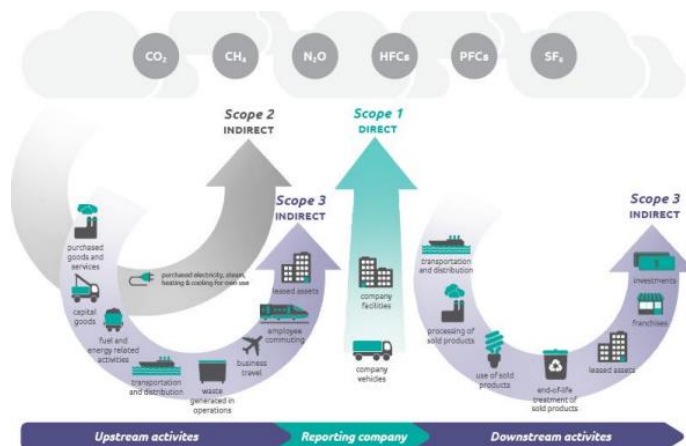 CO₂ CH₄ N₂O HFCs PFCs SF₆
Scope 2
INDIRECT
Scope 1
DIRECT
Scope 3
INDIRECT
Scope 3
INDIRECT
purchased
goods and
services
capital
goods
fuel and
energy related
activities
transportation
and distribution
waste
generated in
operations
business
travel
employee
commuting
leased assets
purchased electricity, steam,
heating & cooling for own use
company
facilities
company
vehicles
transportation
and distribution
processing of
sold products
use of sold
products
end-of-life
treatment of
sold products
leased assets
franchises
investments
Upstream activites
Reporting company
Downstream activites